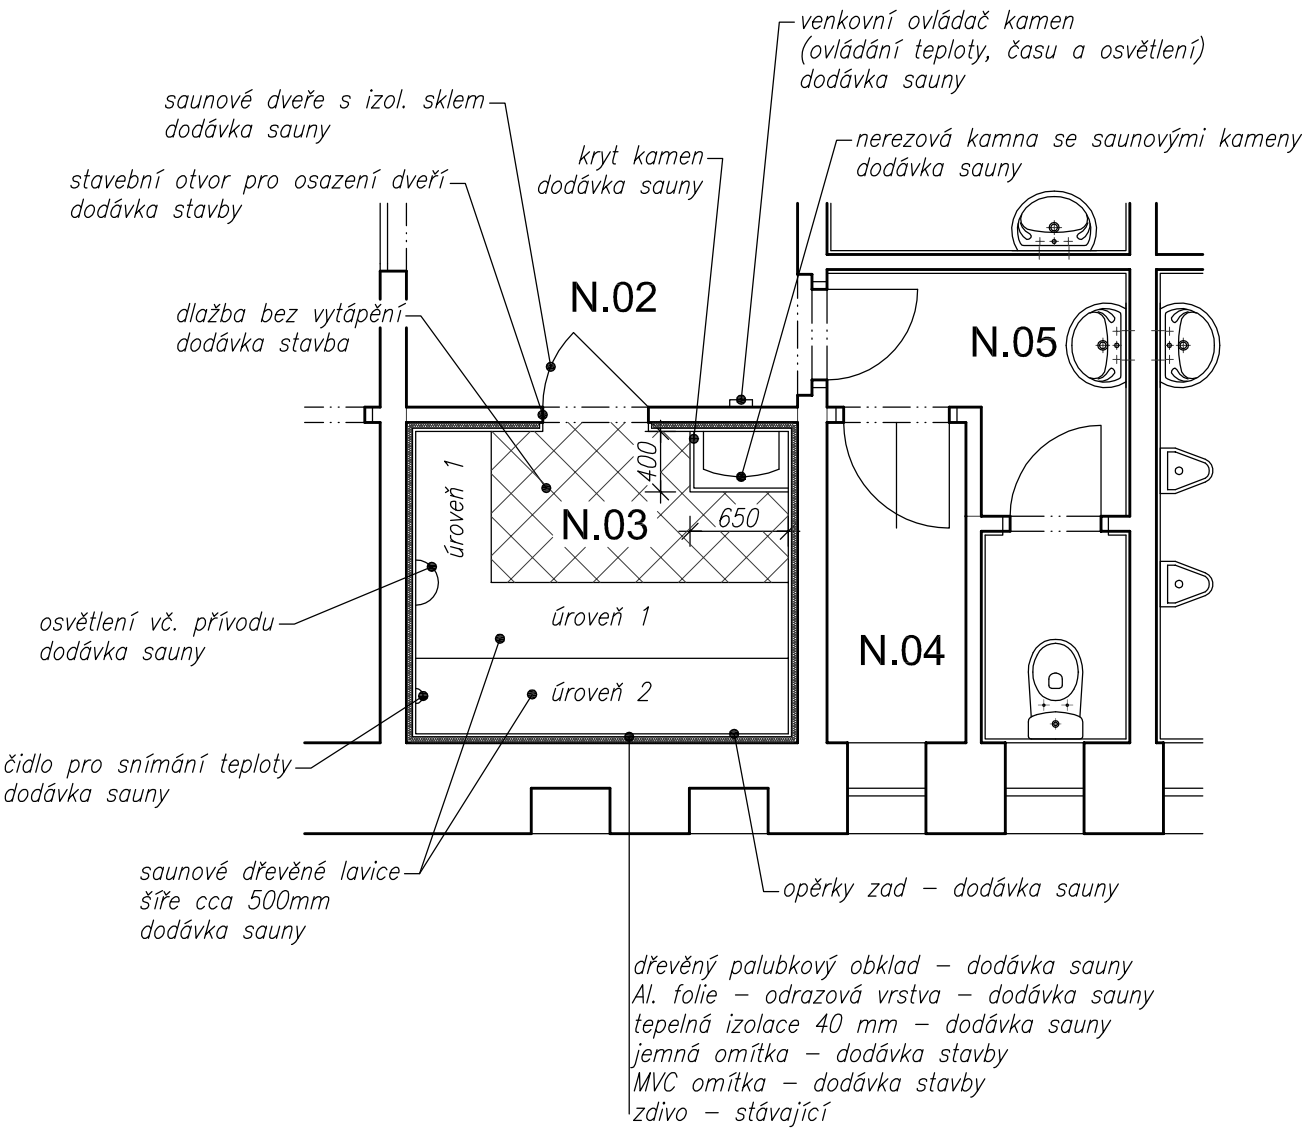 venkovní ovládač kamen
(ovládání teploty, času a osvětlení)
dodávka sauny
saunové dveře s izol. sklem
dodávka sauny
nerezová kamna se saunovými kameny
dodávka sauny
kryt kamen
dodávka sauny
stavební otvor pro osazení dveří
dodávka stavby
N.02
dlažba bez vytápění
dodávka stavba
N.05
úroveň 1
400
N.03
650
úroveň 1
osvětlení vč. přívodu
dodávka sauny
N.04
úroveň 2
čidlo pro snímání teploty
dodávka sauny
saunové dřevěné lavice
šíře cca 500mm
dodávka sauny
opěrky zad – dodávka sauny
dřevěný palubkový obklad – dodávka sauny
Al. folie – odrazová vrstva – dodávka sauny
tepelná izolace 40 mm – dodávka sauny
jemná omítka – dodávka stavby
MVC omítka – dodávka stavby
zdivo – stávající